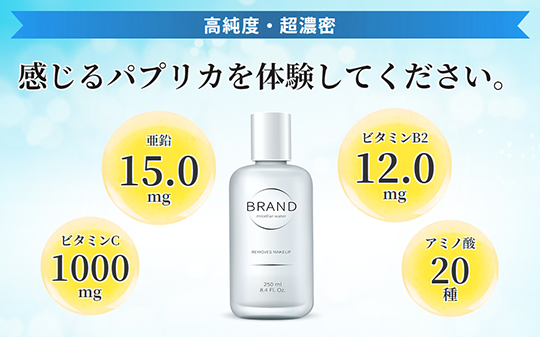 高純度・超濃密
感じるパプリカを体験してください。
亜鉛
15.0
mg
ビタミンB2
12.0
mg
ビタミンC
1000
mg
アミノ酸
20
種
BRAND
micellar water
REMOVES MAKEUP
250 ml
8.4 Fl. Oz.